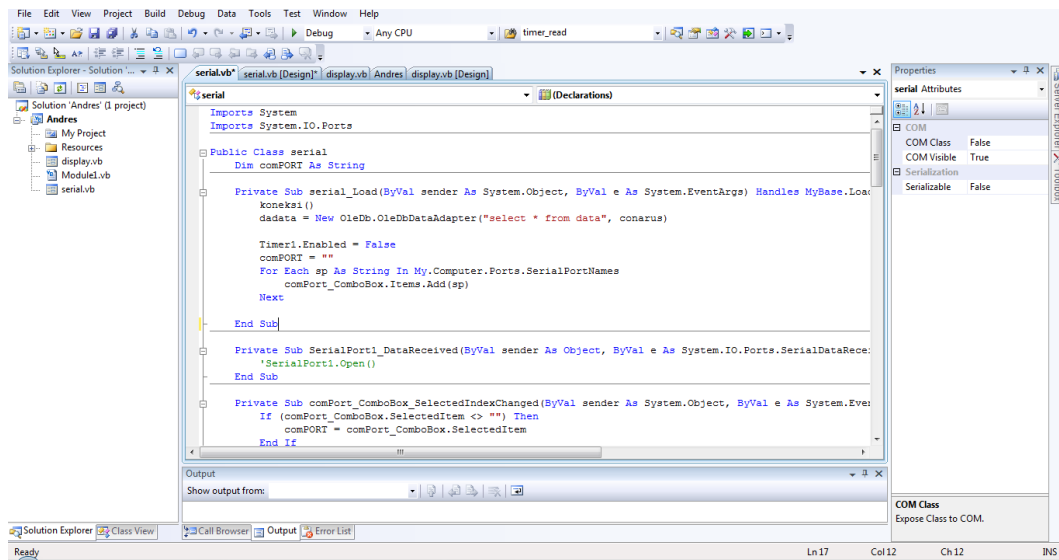 File Edit View Project Build Debug Data Tools Test Window Help
Debug Any CPU timer_read
Solution Explorer - Solution '...
serial.vb* serial.vb [Design]* display.vb Andres display.vb [Design]
Properties
Solution 'Andres' (1 project)
Andres
My Project
Resources
display.vb
Module1.vb
serial.vb
serial (Declarations)
Imports System
Imports System.IO.Ports
Public Class serial
Dim comPORT As String
Private Sub serial_Load(ByVal sender As System.Object, ByVal e As System.EventArgs) Handles MyBase.Load
koneksi()
dadata = New OleDb.OleDbDataAdapter("select * from data", conarus)
Timer1.Enabled = False
comPORT = ""
For Each sp As String In My.Computer.Ports.SerialPortNames
comPort_ComboBox.Items.Add(sp)
Next
End Sub
Private Sub SerialPort1_DataReceived(ByVal sender As Object, ByVal e As System.IO.Ports.SerialDataRecei
'SerialPort1.Open()
End Sub
Private Sub comPort_ComboBox_SelectedIndexChanged(ByVal sender As System.Object, ByVal e As System.Even
If (comPort_ComboBox.SelectedItem <> "") Then
comPORT = comPort_ComboBox.SelectedItem
End If
serial Attributes
COM
COM Class False
COM Visible True
Serialization
Serializable False
Server Explorer
Toolbox
Output
Show output from:
COM Class
Expose Class to COM.
Solution Explorer Class View
Call Browser Output Error List
Ready Ln 17 Col 12 Ch 12 INS